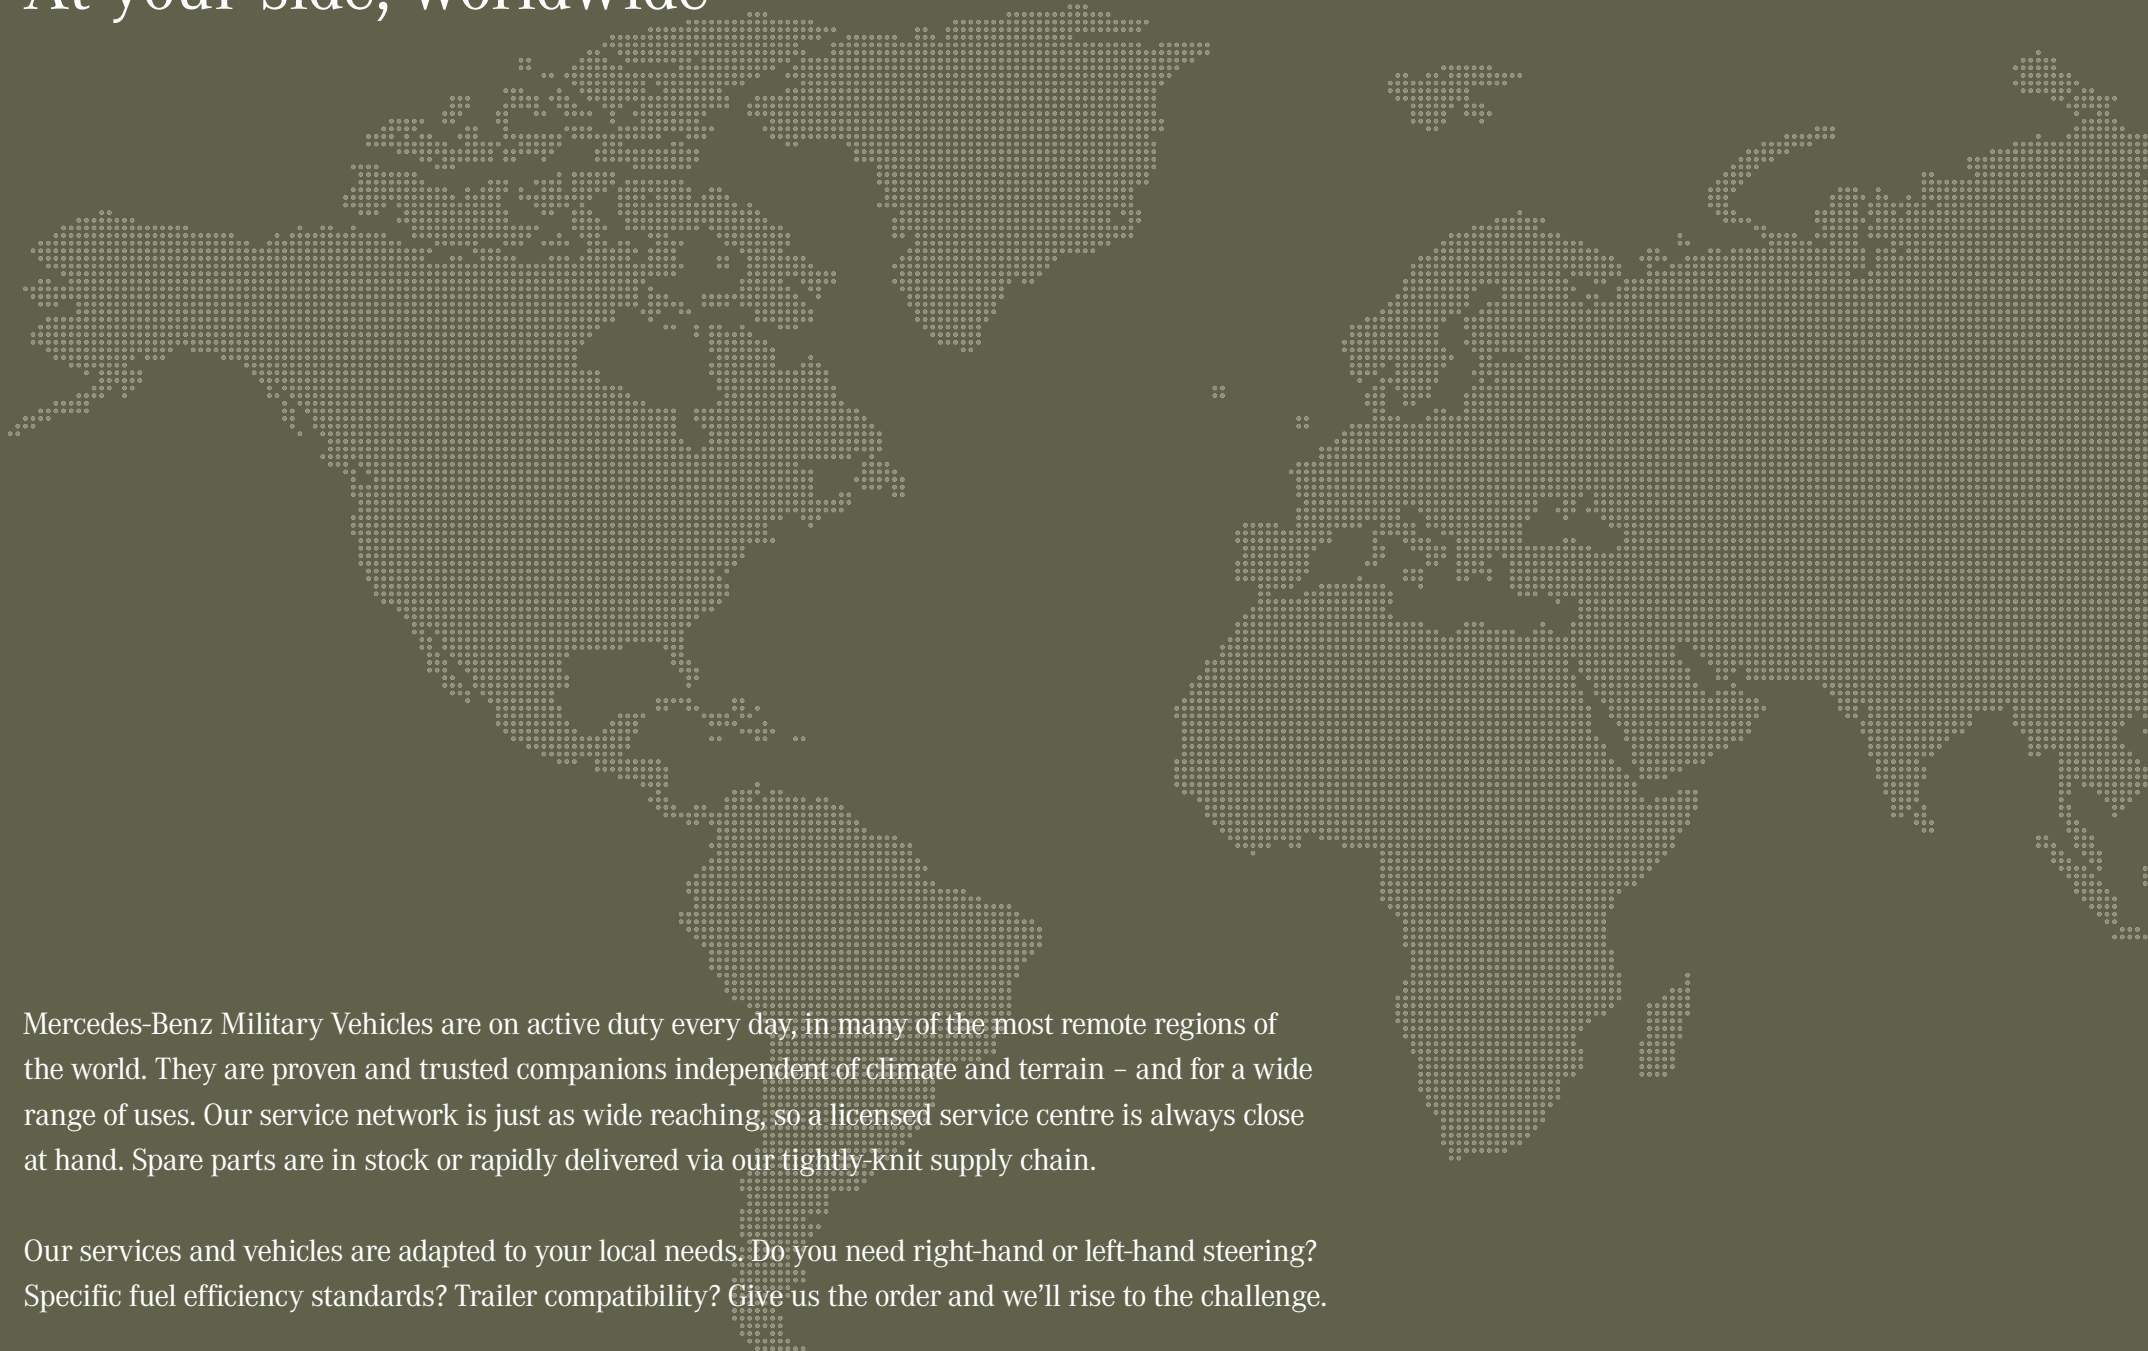 At your side, worldwide
Mercedes-Benz Military Vehicles are on active duty every day, in many of the most remote regions of
the world. They are proven and trusted companions independent of climate and terrain – and for a wide
range of uses. Our service network is just as wide reaching, so a licensed service centre is always close
at hand. Spare parts are in stock or rapidly delivered via our tightly-knit supply chain.
Our services and vehicles are adapted to your local needs. Do you need right-hand or left-hand steering?
Specific fuel efficiency standards? Trailer compatibility? Give us the order and we’ll rise to the challenge.